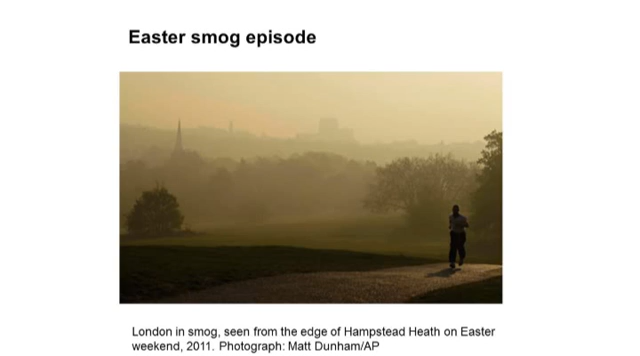 Easter smog episode
London in smog, seen from the edge of Hampstead Heath on Easter
weekend, 2011. Photograph: Matt Dunham/AP